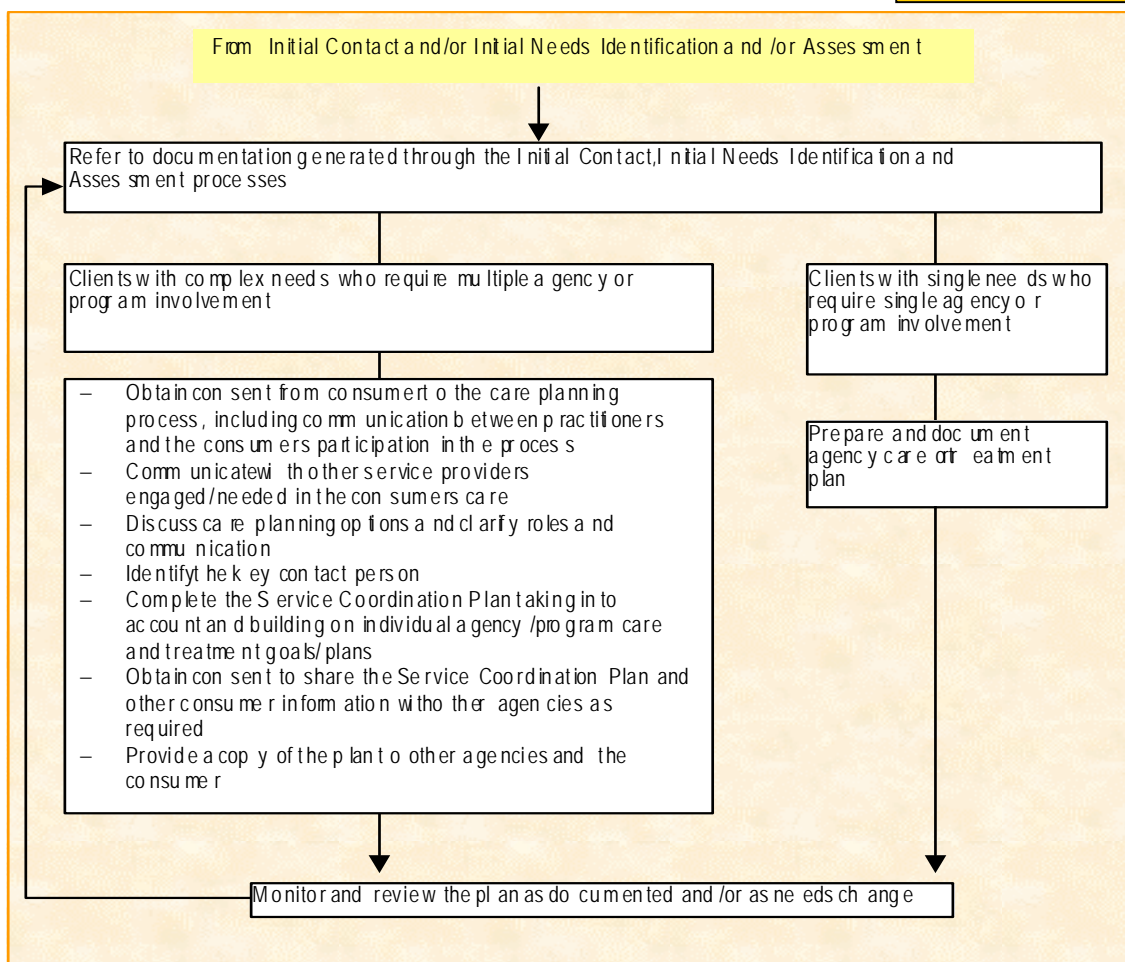 From Initial Contact and/or Initial Needs Identification and /or Assessment
Refer to documentation generated through the Initial Contact, Initial Needs Identification and
Assessment processes
Clients with complex needs who require multiple agency or
program involvement
Clients with single needs who
require single agency or
program involvement
– Obtain consent from consumer to the care planning
process, including communication between practitioners
and the consumers participation in the process
– Communicate with other service providers
engaged/needed in the consumers care
– Discuss care planning options and clarify roles and
communication
– Identify the key contact person
– Complete the Service Coordination Plan taking into
account and building on individual agency /program care
and treatment goals/plans
– Obtain consent to share the Service Coordination Plan and
other consumer information with other agencies as
required
– Provide a copy of the plan to other agencies and the
consumer
Prepare and document
agency care or treatment
plan
Monitor and review the plan as documented and /or as needs change